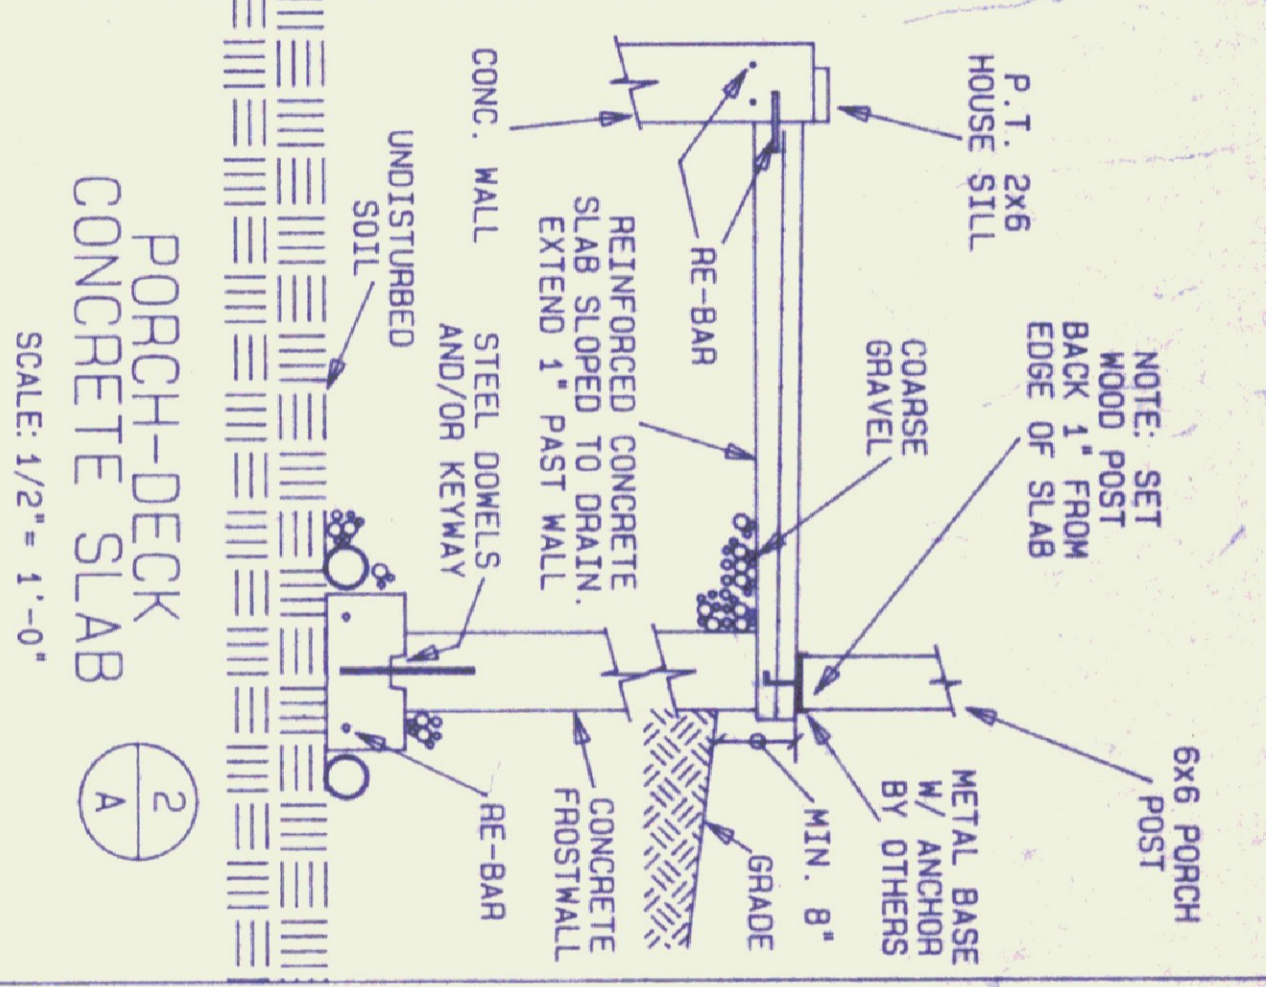 P.T. 2x6
HOUSE SILL
NOTE: SET
WOOD POST
BACK 1" FROM
EDGE OF SLAB
6x6 PORCH
POST
COARSE
GRAVEL
METAL BASE
W/ ANCHOR
BY OTHERS
RE-BAR
MIN. 8"
GRADE
REINFORCED CONCRETE
SLAB SLOPED TO DRAIN.
EXTEND 1" PAST WALL
CONC. WALL
CONCRETE
FROSTWALL
STEEL DOWELS
AND/OR KEYWAY
RE-BAR
UNDISTURBED
SOIL
PORCH-DECK
CONCRETE SLAB
2
A
SCALE: 1/2"= 1'-0"